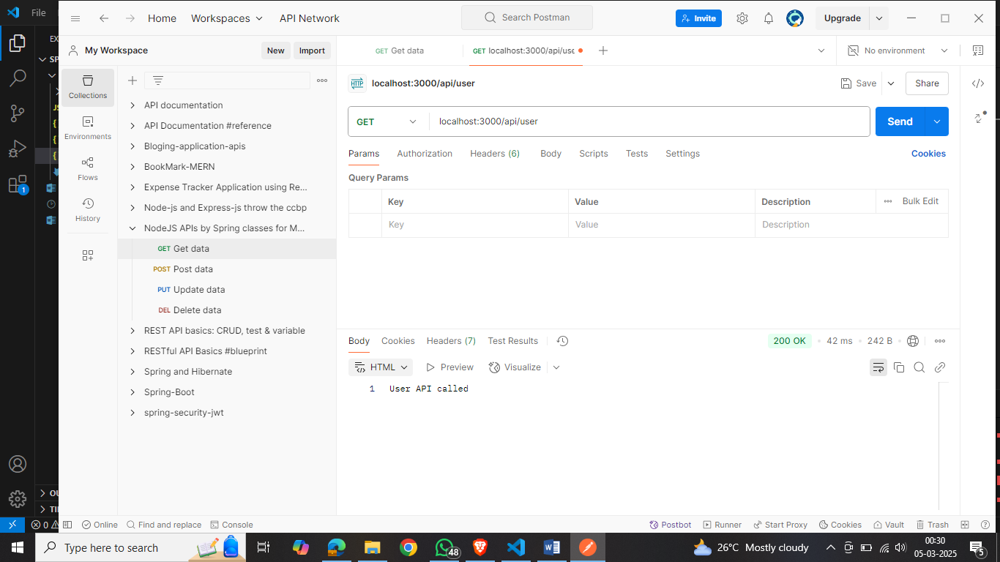 File
Home
Workspaces
API Network
Search Postman
Invite
Upgrade
EX
My Workspace
New
Import
GET Get data
GET localhost:3000/api/use
No environment
SP
Collections
Environments
Flows
History
API documentation
API Documentation #reference
Bloging-application-apis
BookMark-MERN
Expense Tracker Application using Re...
Node-js and Express-js throw the ccbp
NodeJS APIs by Spring classes for M...
GET Get data
POST Post data
PUT Update data
DEL Delete data
REST API basics: CRUD, test & variable
RESTful API Basics #blueprint
Spring and Hibernate
Spring-Boot
spring-security-jwt
HTTP localhost:3000/api/user
Save
Share
GET
localhost:3000/api/user
Send
Params
Authorization
Headers (6)
Body
Scripts
Tests
Settings
Cookies
Query Params
Key
Value
Description
Bulk Edit
Key
Value
Description
Body
Cookies
Headers (7)
Test Results
200 OK
42 ms
242 B
HTML
Preview
Visualize
1 User API called
JS
1
OU
TI
0
Online
Find and replace
Console
Postbot
Runner
Start Proxy
Cookies
Vault
Trash
Type here to search
48
26°C Mostly cloudy
00:30
05-03-2025
5